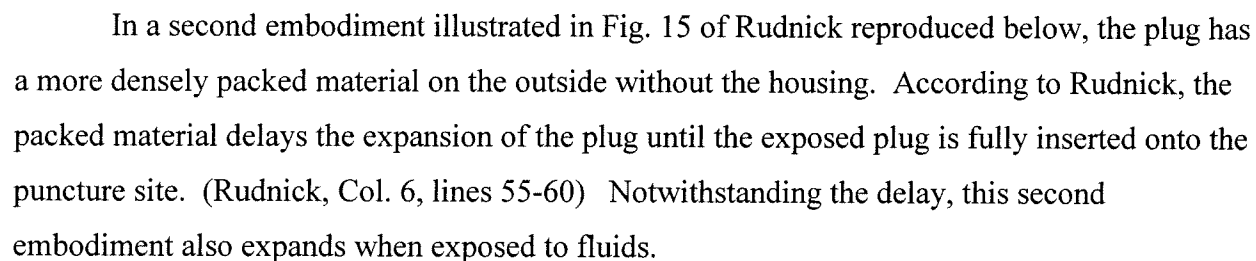 In a second embodiment illustrated in Fig. 15 of Rudnick reproduced below, the plug has
a more densely packed material on the outside without the housing.  According to Rudnick, the
packed material delays the expansion of the plug until the exposed plug is fully inserted onto the
puncture site.  (Rudnick, Col. 6, lines 55-60)   Notwithstanding the delay, this second
embodiment also expands when exposed to fluids.